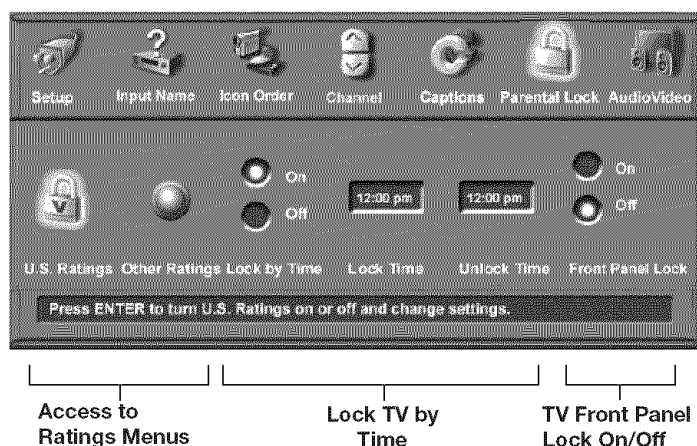 Setup Input Name Icon Order Channel Captions Parental Lock AudioVideo
On On
12:00 pm 12:00 pm
V Off Off
U.S. Ratings Other Ratings Lock by Time Lock Time Unlock Time Front Panel Lock
Press ENTER to turn U.S. Ratings on or off and change settings.
Access to Lock TV by TV Front Panel
Ratings Menus Time Lock On/Off